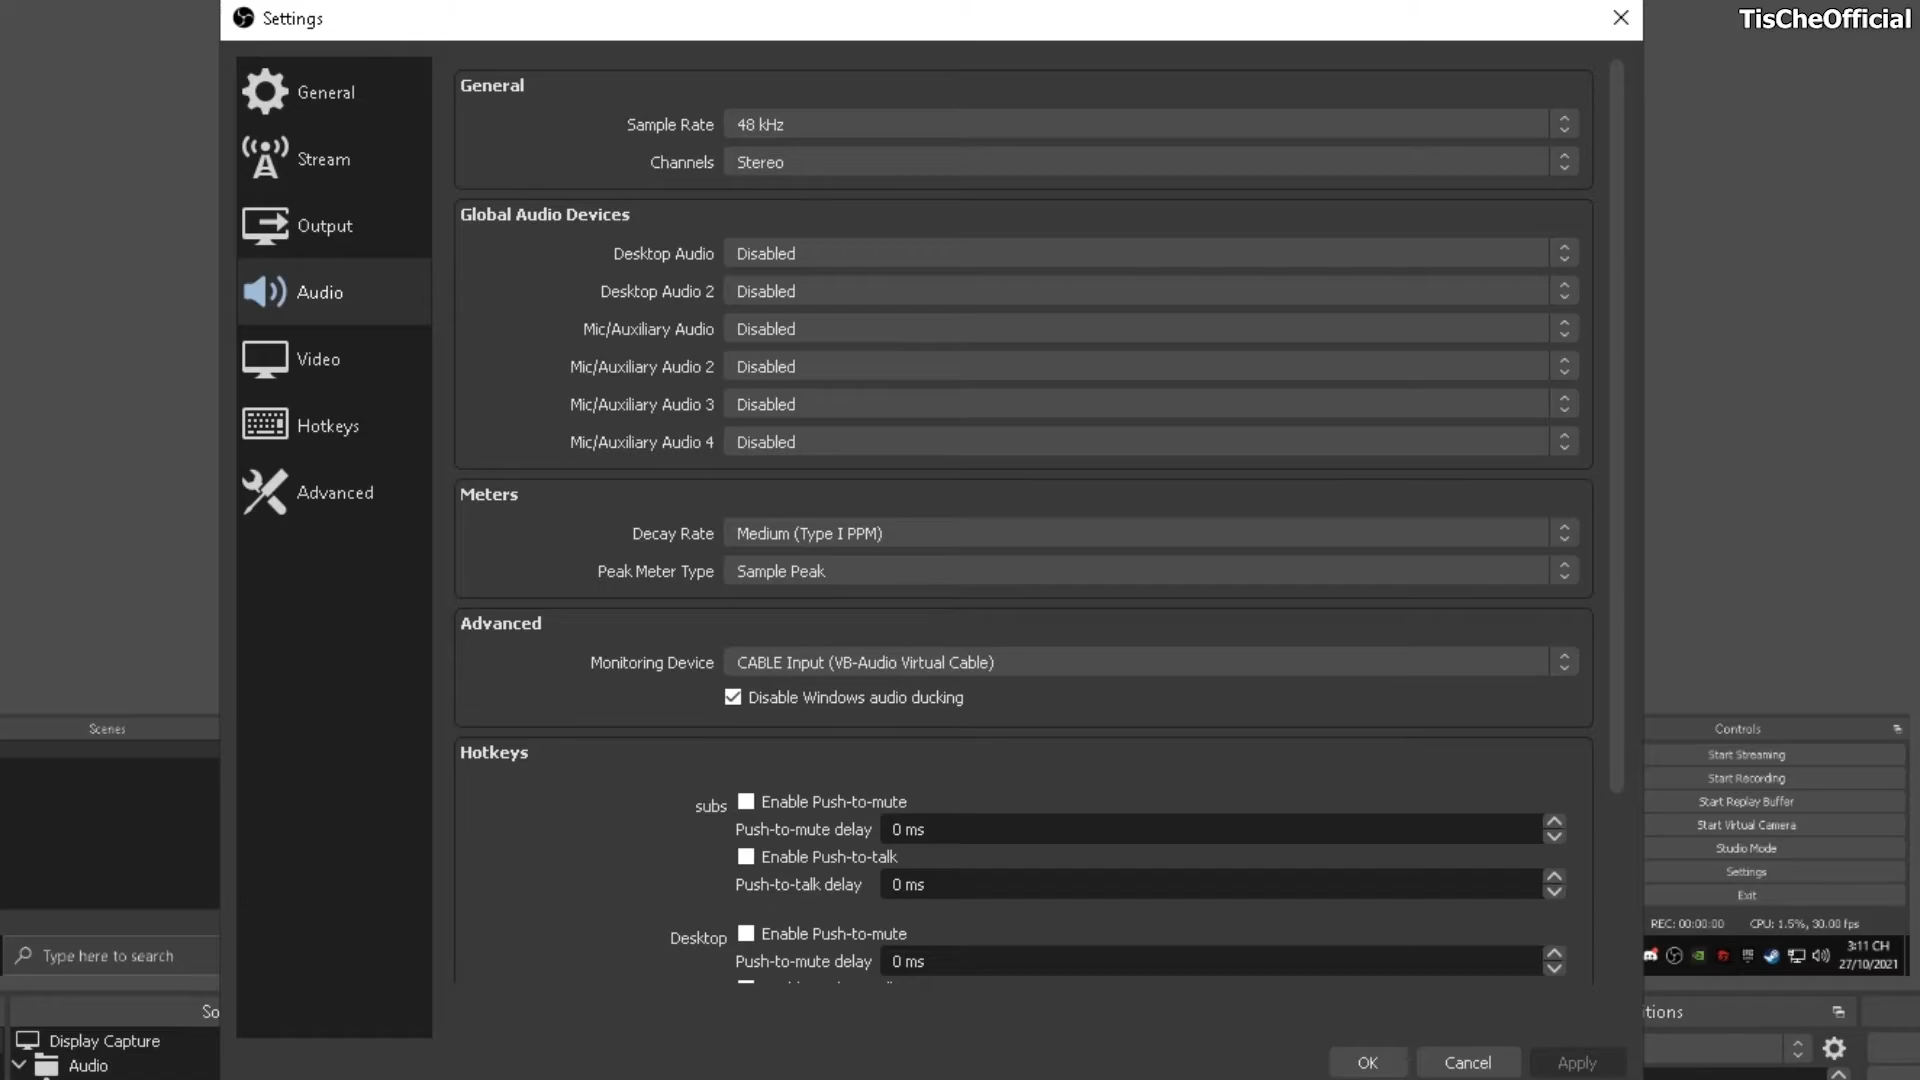 Settings
TisCheOfficial
General
Stream
Output
Audio
Video
Hotkeys
Advanced
General
Sample Rate 48 kHz
Channels Stereo
Global Audio Devices
Desktop Audio Disabled
Desktop Audio 2 Disabled
Mic/Auxiliary Audio Disabled
Mic/Auxiliary Audio 2 Disabled
Mic/Auxiliary Audio 3 Disabled
Mic/Auxiliary Audio 4 Disabled
Meters
Decay Rate Medium (Type I PPM)
Peak Meter Type Sample Peak
Advanced
Monitoring Device CABLE Input (VB-Audio Virtual Cable)
Disable Windows audio ducking
Hotkeys
subs Enable Push-to-mute
Push-to-mute delay 0 ms
Enable Push-to-talk
Push-to-talk delay 0 ms
Desktop Enable Push-to-mute
Push-to-mute delay 0 ms
OK Cancel Apply
Scenes
Type here to search
So
Display Capture
Audio
Controls
Start Streaming
Start Recording
Start Replay Buffer
Start Virtual Camera
Studio Mode
Settings
Exit
REC: 00:00:00 CPU: 1.5%, 30.00 fps
3:11 CH
27/10/2021
itions